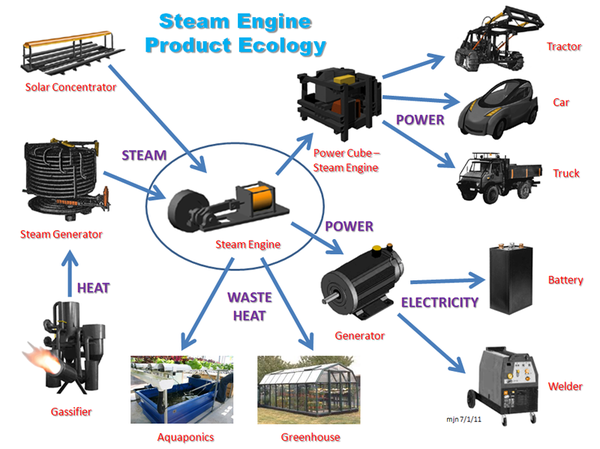 Steam Engine
Product Ecology
Solar Concentrator
Tractor
Car
POWER
Power Cube –
Steam Engine
STEAM
Truck
Steam Generator
Steam Engine
POWER
HEAT
WASTE
HEAT
ELECTRICITY
Battery
Generator
Gassifier
Aquaponics
Greenhouse
Welder
mjn 7/1/11